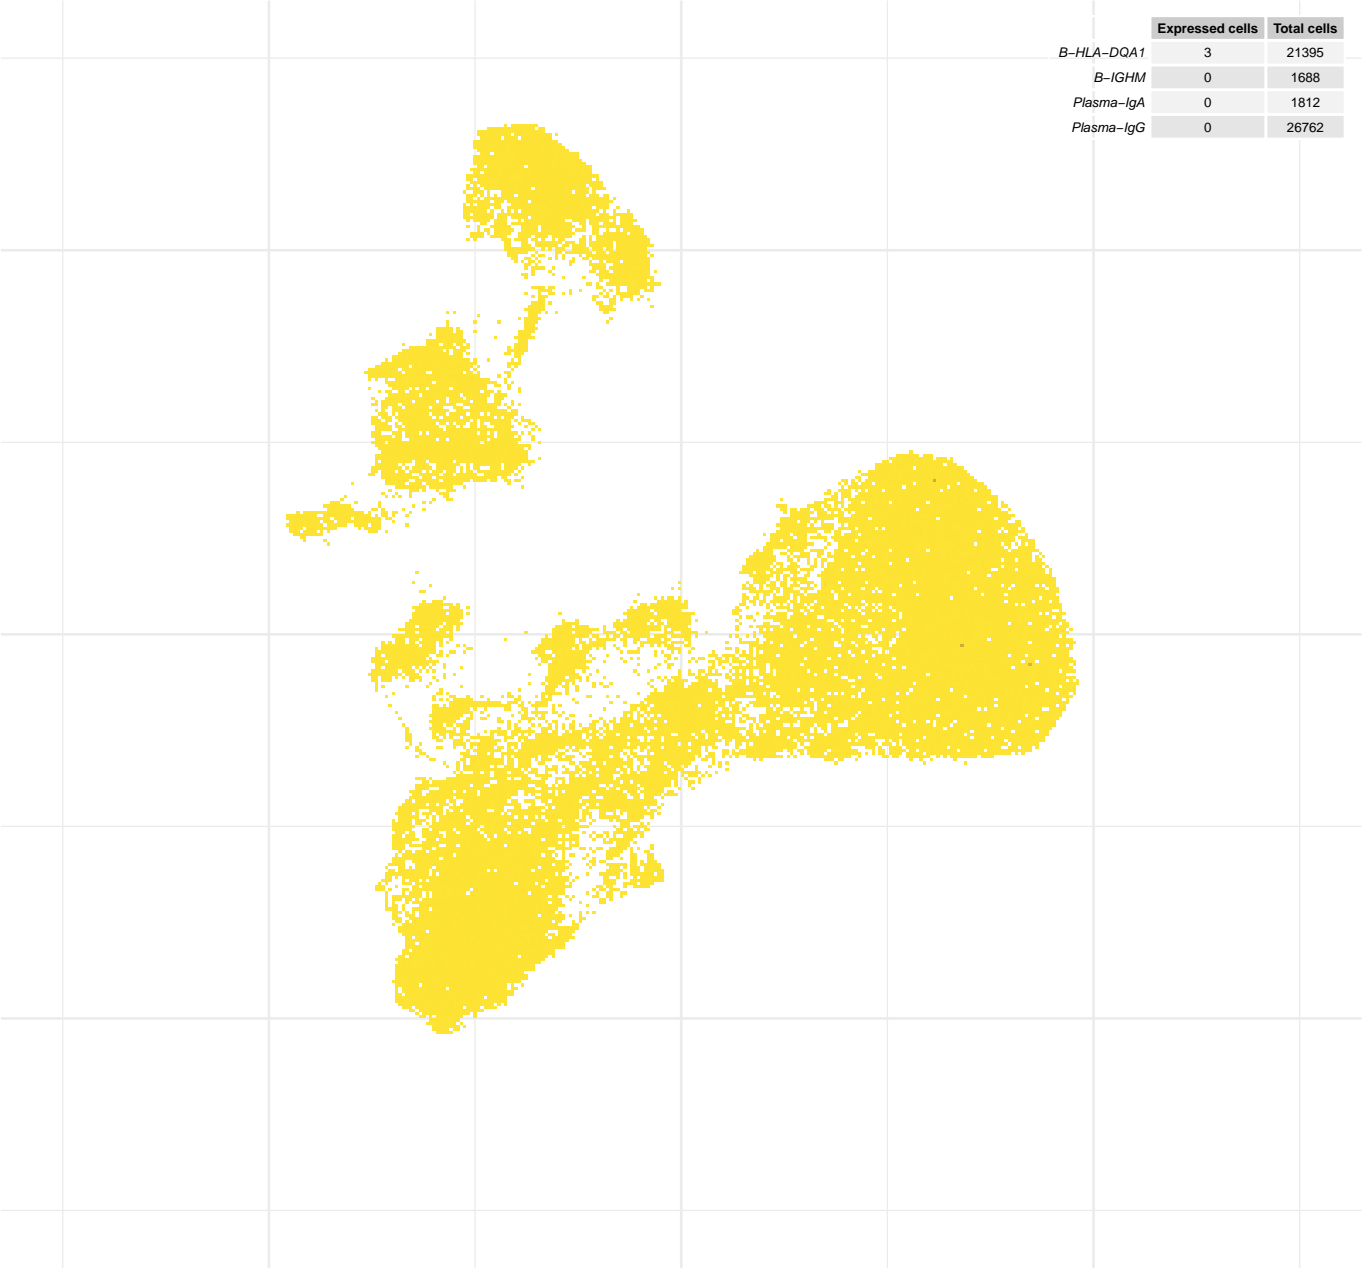 Expressed cells Total cells
B−HLA−DQA1 3 21395
B−IGHM 0 1688
Plasma−IgA 0 1812
Plasma−IgG 0 26762